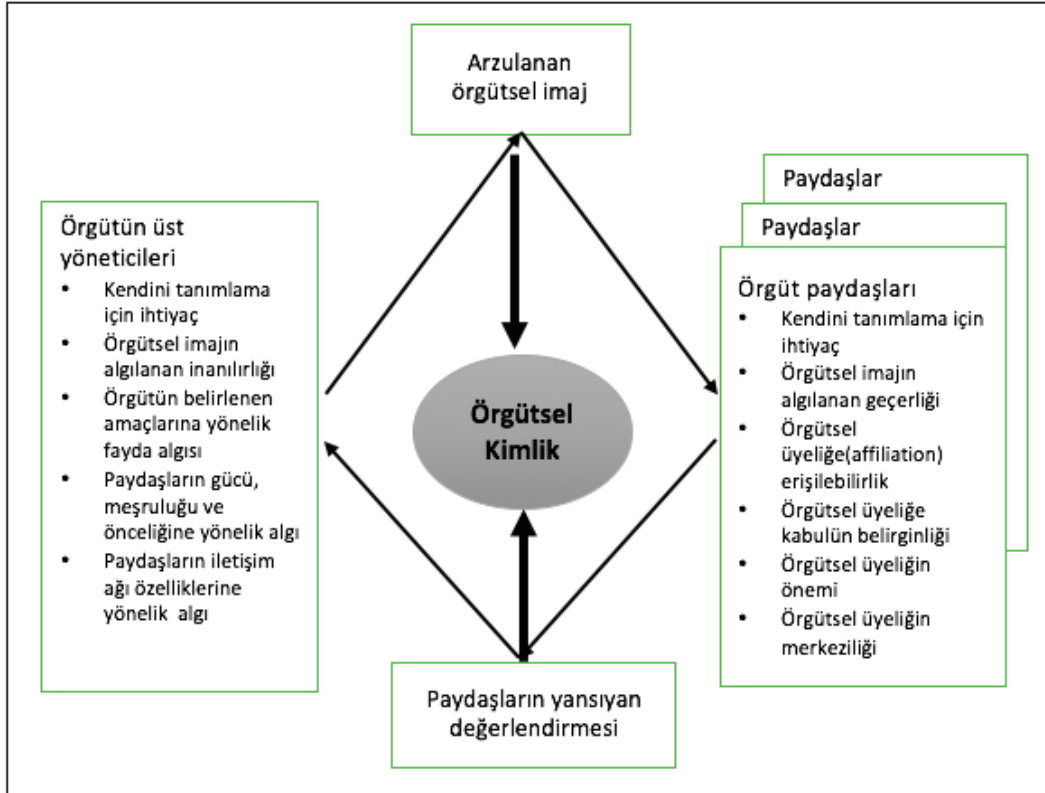 Arzulanan
örgütsel imaj
Örgütün üst
yöneticileri
• Kendini tanımlama
için ihtiyaç
• Örgütsel imajın
algılanan inanılırlığı
• Örgütün belirlenen
amaçlarına yönelik
fayda algısı
• Paydaşların gücü,
meşruluğu ve
önceliğine yönelik algı
• Paydaşların iletişim
ağı özelliklerine
yönelik algı
Örgütsel
Kimlik
Paydaşlar
Paydaşlar
Örgüt paydaşları
• Kendini tanımlama için
ihtiyaç
• Örgütsel imajın
algılanan geçerliği
• Örgütsel
üyeliğe(affiliation)
erişilebilirlik
• Örgütsel üyeliğe
kabulün belirginliği
• Örgütsel üyeliğin
önemi
• Örgütsel üyeliğin
merkeziliği
Paydaşların yansıyan
değerlendirmesi